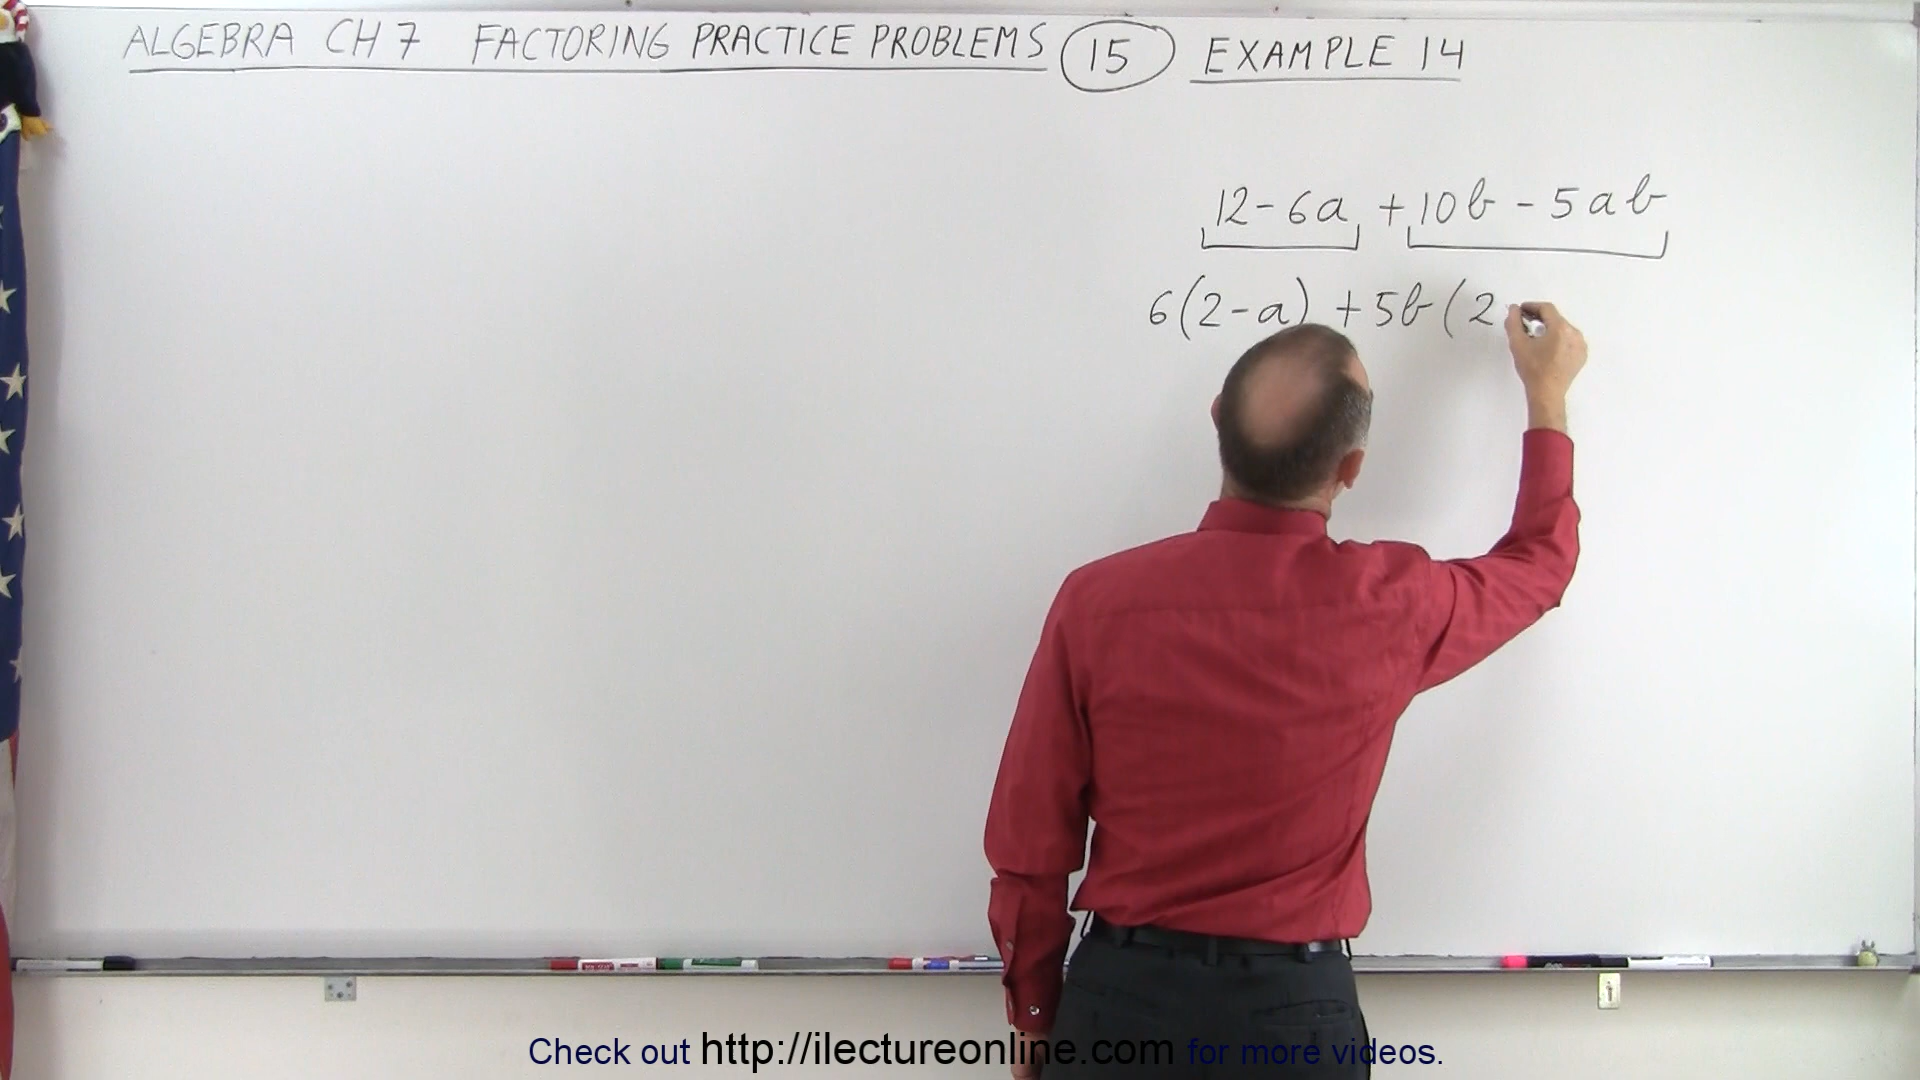 ALGEBRA CH 7 FACTORING PRACTICE PROBLEMS 15 EXAMPLE 14
12 - 6a + 10b - 5ab
6(2-a) + 5b(2
Check out http://ilectureonline.com for more videos.